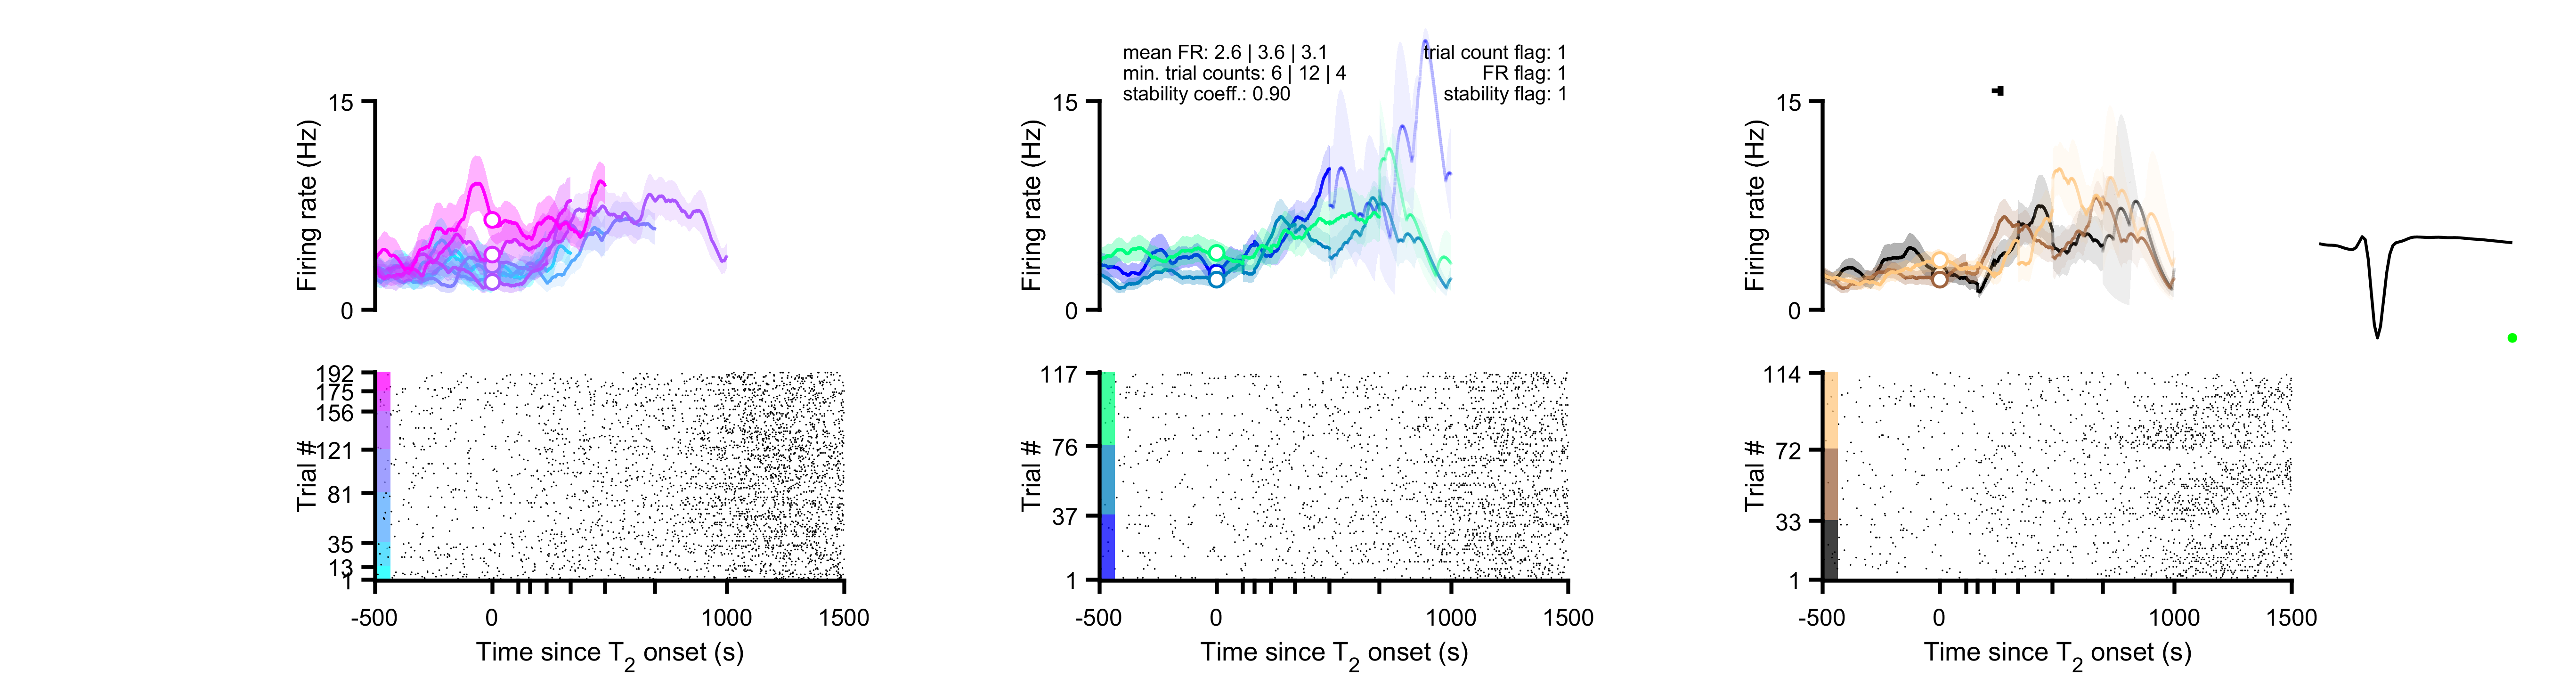 mean FR: 2.6 | 3.6 | 3.1
min. trial counts: 6 | 12 | 4
stability coeff.: 0.90
trial count flag: 1
FR flag: 1
stability flag: 1
15
Firing rate (Hz)
0
15
Firing rate (Hz)
0
15
Firing rate (Hz)
0
192
175
156
121
81
35
13
1
Trial #
-500
0
1000
1500
Time since T2 onset (s)
117
76
37
1
Trial #
-500
0
1000
1500
Time since T2 onset (s)
114
72
33
1
Trial #
-500
0
1000
1500
Time since T2 onset (s)